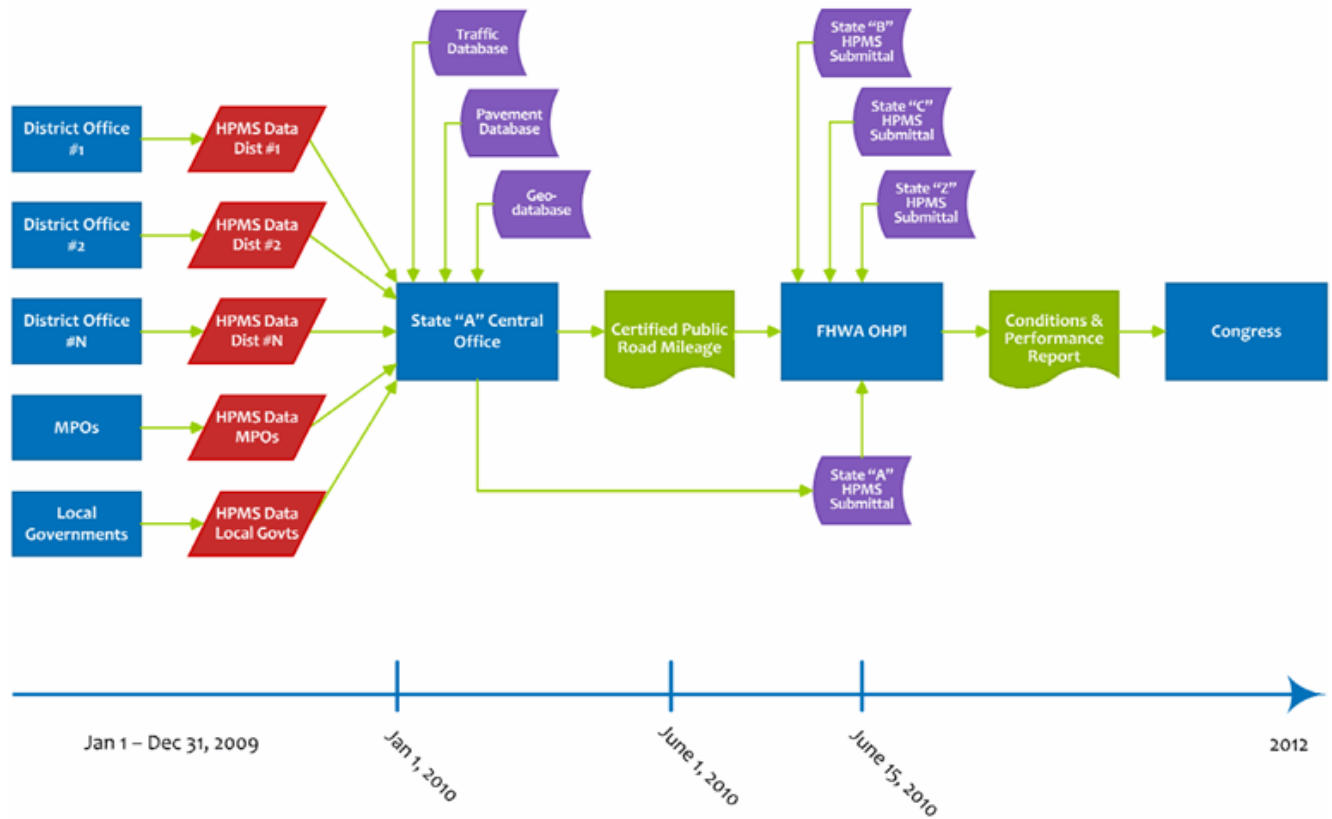 Traffic
Database
State “B”
HPMS
Submittal
Pavement
Database
State “C”
HPMS
Submittal
District Office
#1
HPMS Data
Dist #1
Geo-
database
State “Z”
HPMS
Submittal
District Office
#2
HPMS Data
Dist #2
District Office
#N
HPMS Data
Dist #N
State “A” Central
Office
Certified Public
Road Mileage
FHWA OHPI
Conditions &
Performance
Report
Congress
MPOs
HPMS Data
MPOs
Local
Governments
HPMS Data
Local Govts
State “A”
HPMS
Submittal
Jan 1 – Dec 31, 2009
Jan 1, 2010
June 1, 2010
June 15, 2010
2012